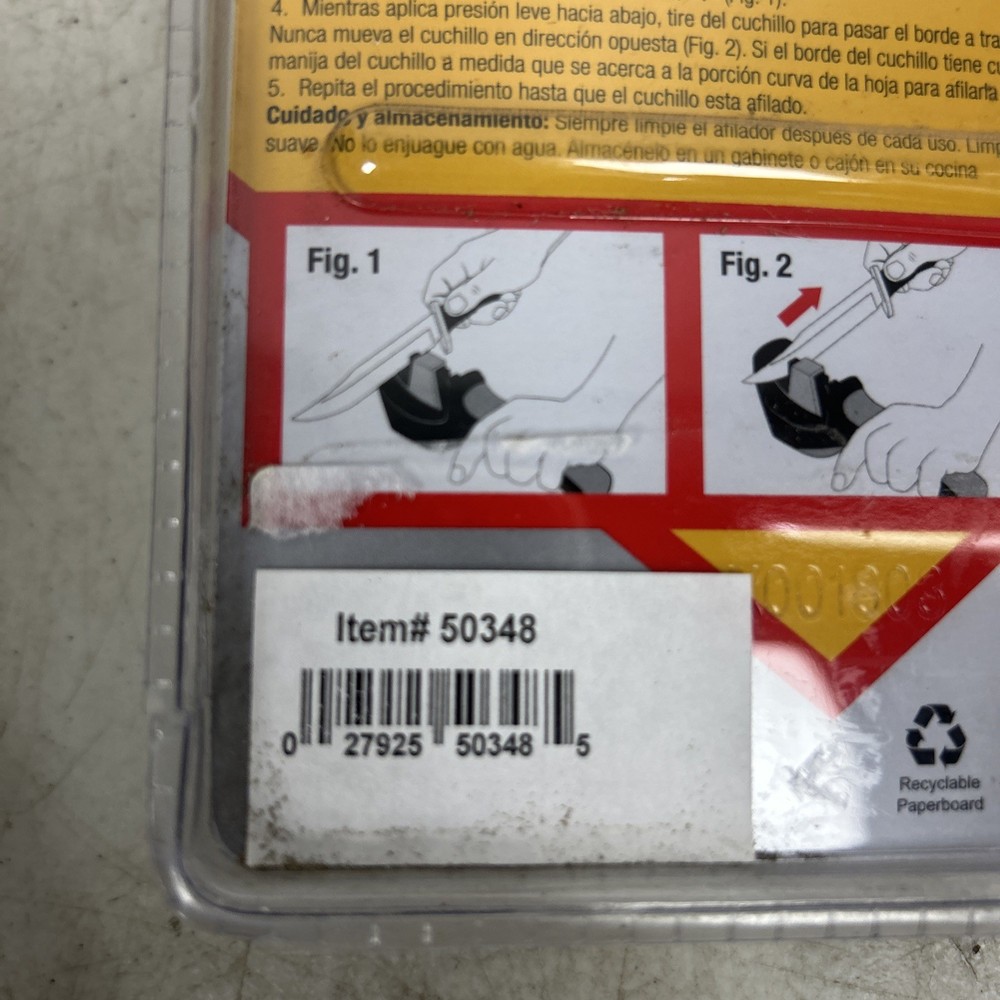 4. Mientras aplica presión leve hacia abajo, tire del cuchillo para pasar el borde a tra
Nunca mueva el cuchillo en dirección opuesta (Fig. 2). Si el borde del cuchillo tiene cu
manija del cuchillo a medida que se acerca a la porción curva de la hoja para afilarla
5. Repita el procedimiento hasta que el cuchillo esta afilado.
Cuidado y almacenamiento: Siempre limpie el afilador después de cada uso. Limp
suave. No lo enjuague con agua. Almacénelo en un gabinete o cajón en su cocina
Fig. 1
Fig. 2
Item# 50348
0 27925 50348 5
Recyclable
Paperboard